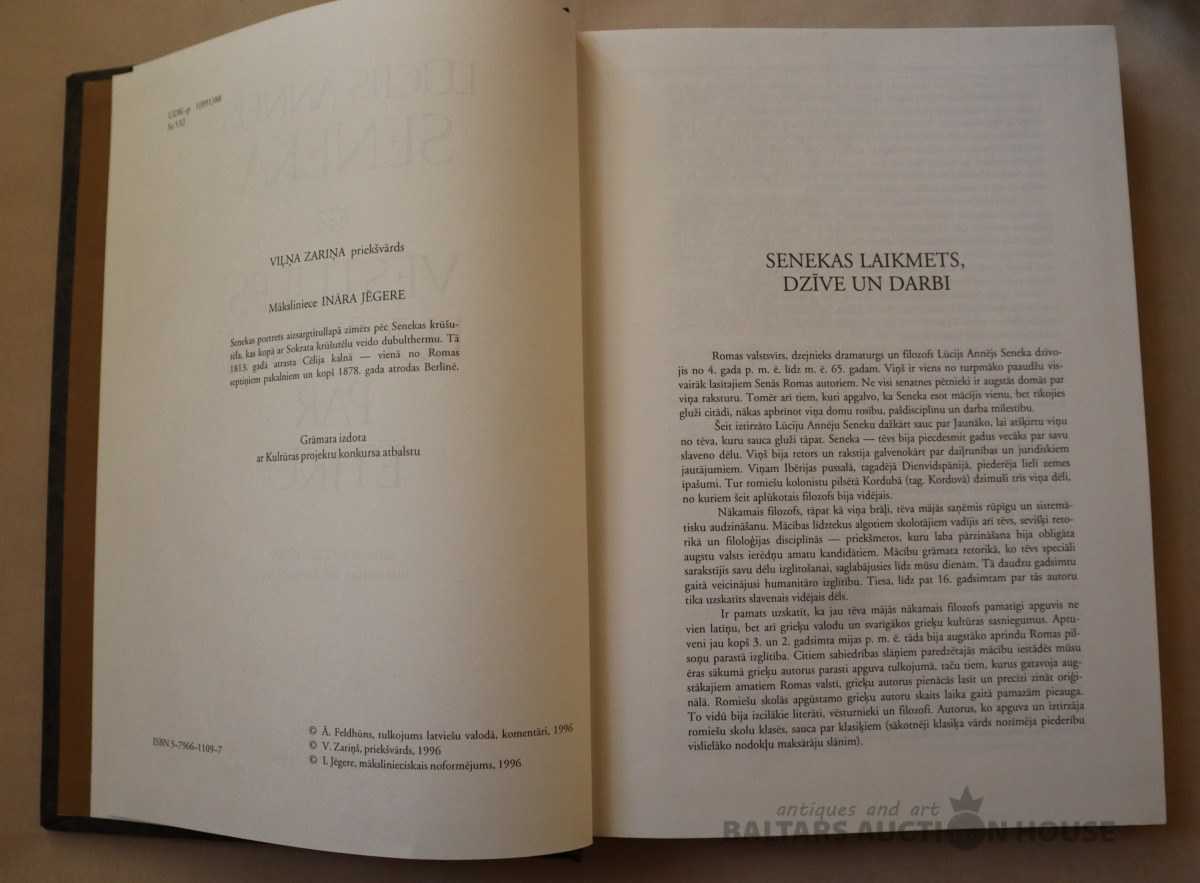 UDK-p 1(091)88
Se 532
VIĻŅA ZARIŅA priekšvārds
Māksliniece INĀRA JĒGERE
Senekas portrets aizsargtitullapā zīmēts pēc Senekas krūšu-
tēla, kas kopā ar Sokrata krūšutēlu veido dubulthermu. Tā
1813. gadā atrasta Cēlija kalnā — vienā no Romas
septiņiem pakalniem un kopš 1878. gada atrodas Berlīnē.
Grāmata izdota
ar Kultūras projektu konkursa atbalstu
ISBN 5-7966-1109-7
© Ā. Feldhūns, tulkojums latviešu valodā, komentāri, 1996
© V. Zariņš, priekšvārds, 1996
© I. Jēgere, mākslinieciskais noformējums, 1996
SENEKAS LAIKMETS,
DZĪVE UN DARBI
Romas valstsvīrs, dzejnieks dramaturgs un filozofs Lūcijs Annējs Seneka dzīvo-
jis no 4. gada p. m. ē. līdz m. ē. 65. gadam. Viņš ir viens no turpmāko paaudžu vis-
vairāk lasītajiem Senās Romas autoriem. Ne visi senatnes pētnieki ir augstās domās par
viņa raksturu. Tomēr arī tiem, kuri apgalvo, ka Seneka esot mācījis vienu, bet rīkojies
gluži citādi, nākas apbrīnot viņa domu rosību, pašdisciplīnu un darba mīlestību.
Šeit iztirzāto Lūciju Annēju Seneku dažkārt sauc par Jaunāko, lai atšķirtu viņu
no tēva, kuru sauca gluži tāpat. Seneka — tēvs bija piecdesmit gadus vecāks par savu
slaveno dēlu. Viņš bija retors un rakstīja galvenokārt par daiļrunības un juridiskiem
jautājumiem. Viņam Ibērijas pussalā, tagadējā Dienvidspānijā, piederēja lieli zemes
īpašumi. Tur romiešu kolonistu pilsētā Kordubā (tag. Kordovā) dzimuši trīs viņa dēli,
no kuriem šeit aplūkotais filozofs bija vidējais.
Nākamais filozofs, tāpat kā viņa brāļi, tēva mājās saņēmis rūpīgu un sistemā-
tisku audzināšanu. Mācības līdztekus algotiem skolotājiem vadījis arī tēvs, sevišķi reto-
rikā un filoloģijas disciplīnās — priekšmetos, kuru laba pārzināšana bija obligāta
augstu valsts ierēdņu amatu kandidātiem. Mācību grāmata retorikā, ko tēvs speciāli
sarakstījis savu dēlu izglītošanai, saglabājusies līdz mūsu dienām. Tā daudzu gadsimtu
gaitā veicinājusi humanitāro izglītību. Tiesa, līdz pat 16. gadsimtam par tās autoru
tika uzskatīts slavenais vidējais dēls.
Ir pamats uzskatīt, ka jau tēva mājās nākamais filozofs pamatīgi apguvis ne
vien latīņu, bet arī grieķu valodu un svarīgākos grieķu kultūras sasniegumus. Aptu-
veni jau kopš 3. un 2. gadsimta mijas p. m. ē. tāda bija augstāko aprindu Romas pil-
soņu parastā izglītība. Citiem sabiedrības slāņiem paredzētajās mācību iestādēs mūsu
ēras sākumā grieķu autorus parasti apguva tulkojumā, taču tiem, kurus gatavoja aug-
stākajiem amatiem Romas valstī, grieķu autorus pienācās lasīt un precīzi zināt oriģi-
nālā. Romiešu skolās apgūstamo grieķu autoru skaits laika gaitā pamazām pieauga.
To vidū bija izcilākie literāti, vēsturnieki un filozofi. Autorus, ko apguva un iztirzāja
romiešu skolu klasēs, sauca par klasiķiem (sākotnēji klasiķa vārds nozīmēja piederību
vislielāko nodokļu maksātāju slānim).
antiques and art
BALTARS AUCTION HOUSE